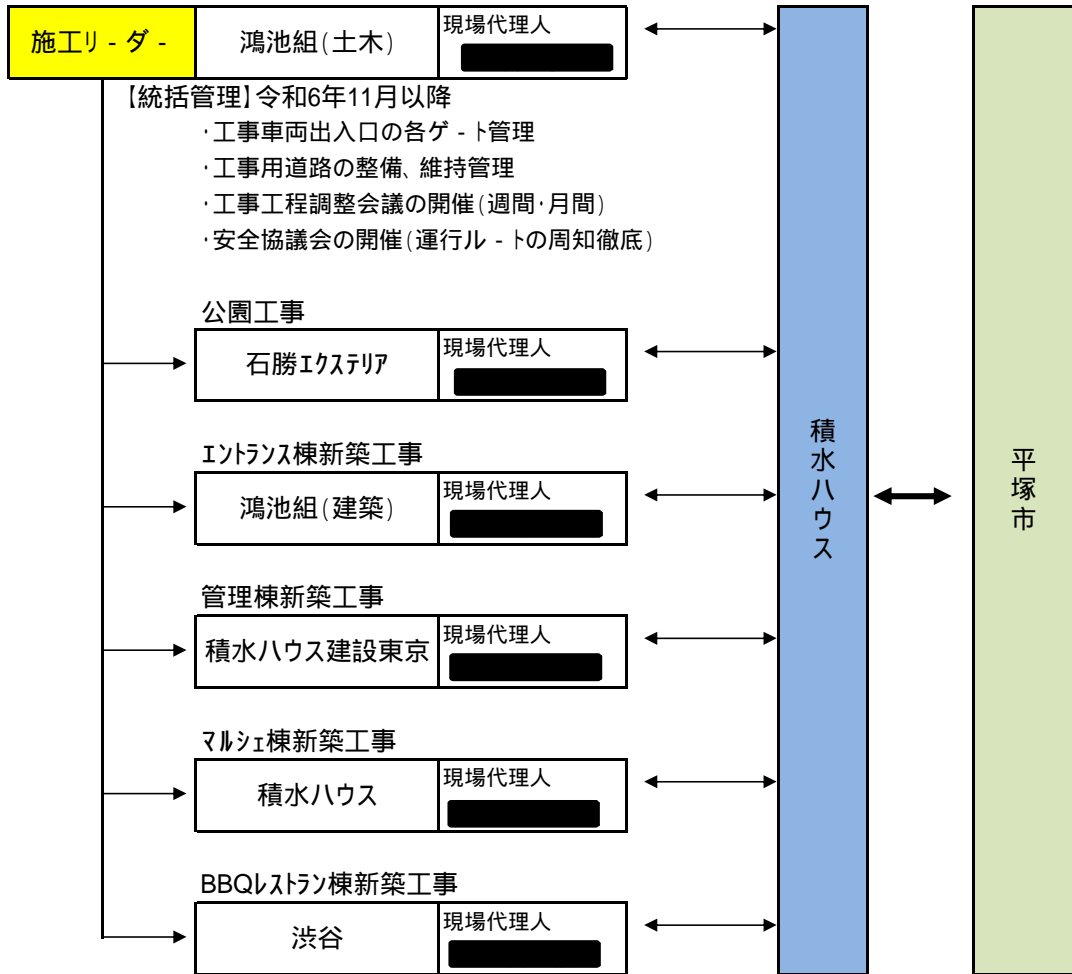 施工リ-ダ-
鴻池組(土木)
現場代理人
【統括管理】令和6年11月以降
・工事車両出入口の各ゲ-ト管理
・工事用道路の整備、維持管理
・工事工程調整会議の開催(週間・月間)
・安全協議会の開催(運行ル-トの周知徹底)
公園工事
石勝エクステリア
現場代理人
エントランス棟新築工事
鴻池組(建築)
現場代理人
管理棟新築工事
積水ハウス建設東京
現場代理人
マルシェ棟新築工事
積水ハウス
現場代理人
BBQレストラン棟新築工事
渋谷
現場代理人
積水ハウス
平塚市